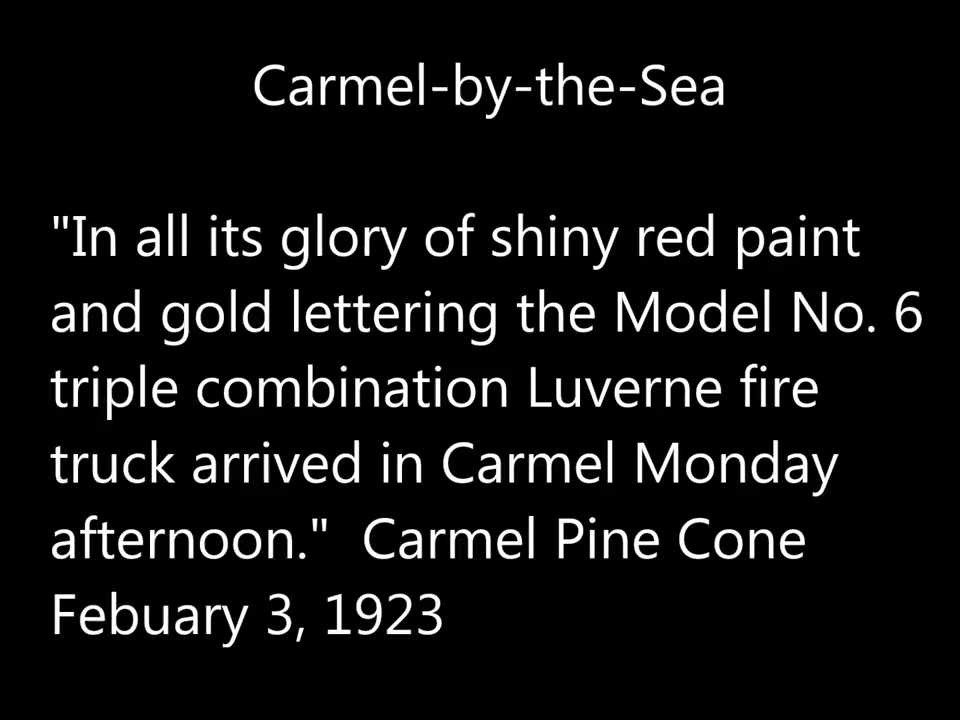 Carmel-by-the-Sea
"In all its glory of shiny red paint
and gold lettering the Model No. 6
triple combination Luverne fire
truck arrived in Carmel Monday
afternoon."  Carmel Pine Cone
Febuary 3, 1923